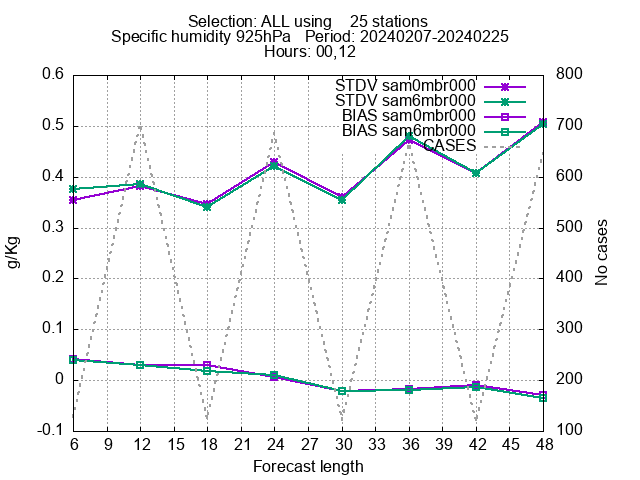 Selection: ALL using    25 stations
Specific humidity 925hPa   Period: 20240207-20240225
Hours: 00,12
STDV sam0mbr000
STDV sam6mbr000
BIAS sam0mbr000
BIAS sam6mbr000
CASES
0.6
0.5
0.4
0.3
0.2
0.1
0
-0.1
g/Kg
800
700
600
500
400
300
200
100
No cases
6 9 12 15 18 21 24 27 30 33 36 39 42 45 48
Forecast length